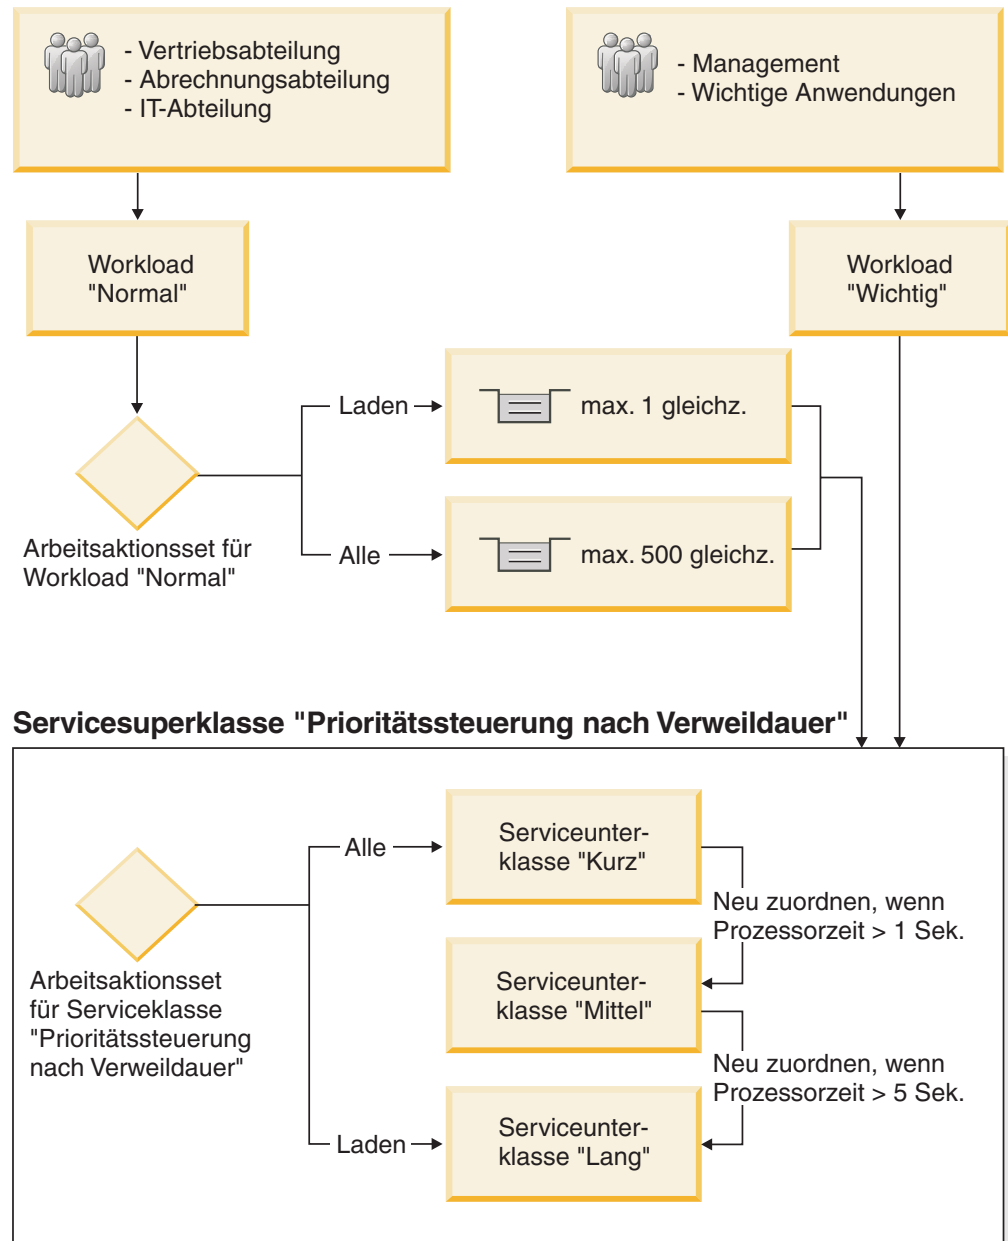 - Vertriebsabteilung
- Abrechnungsabteilung
- IT-Abteilung
- Management
- Wichtige Anwendungen
Workload
"Normal"
Workload
"Wichtig"
Laden
max. 1 gleichz.
Alle
max. 500 gleichz.
Arbeitsaktionsset für
Workload "Normal"
Servicesuperklasse "Prioritätssteuerung nach Verweildauer"
Alle
Serviceunter-
klasse "Kurz"
Neu zuordnen, wenn
Prozessorzeit > 1 Sek.
Arbeitsaktionsset
für Serviceklasse
"Prioritätssteuerung
nach Verweildauer"
Serviceunter-
klasse "Mittel"
Neu zuordnen, wenn
Prozessorzeit > 5 Sek.
Laden
Serviceunter-
klasse "Lang"